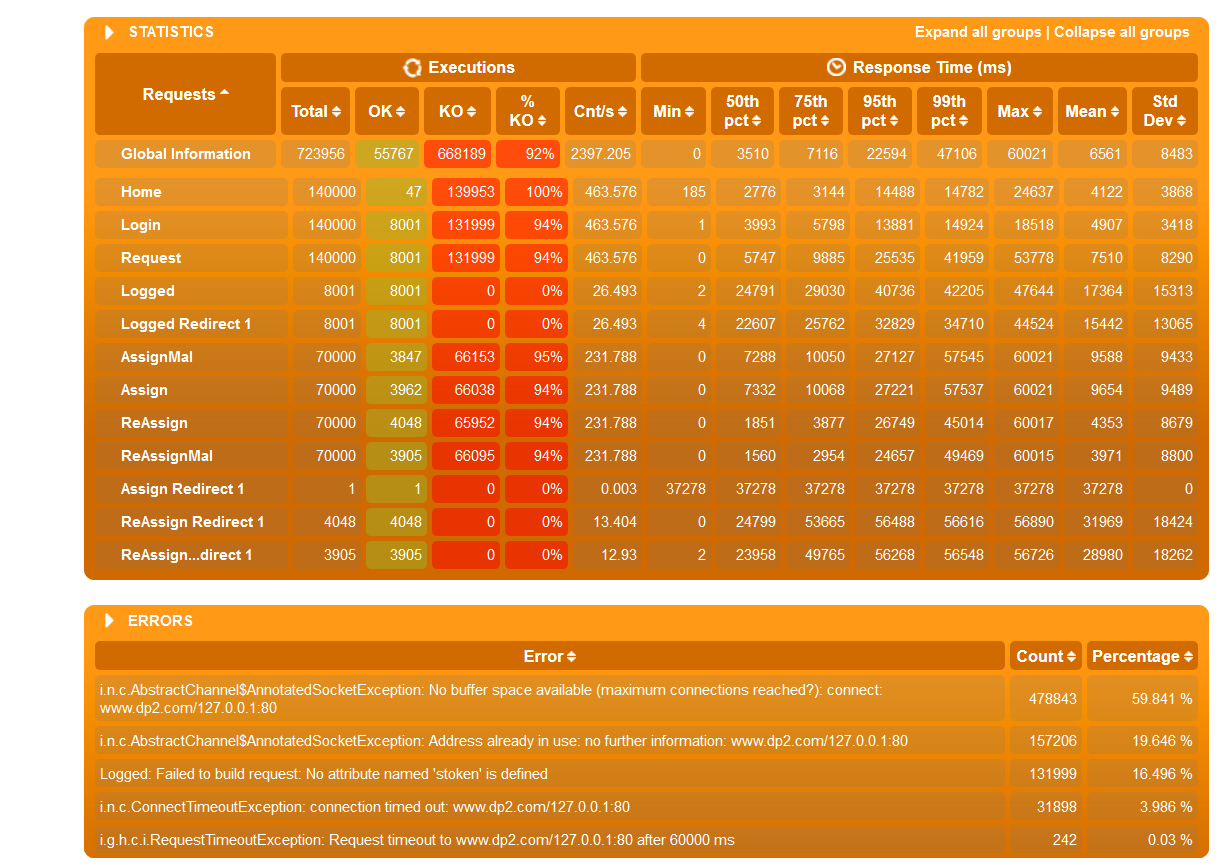 STATISTICS Expand all groups | Collapse all groups
Requests Executions Response Time (ms)
Total OK KO % KO Cnt/s Min 50th pct 75th pct 95th pct 99th pct Max Mean Std Dev
Global Information 723956 55767 668189 92% 2397.205 0 3510 7116 22594 47106 60021 6561 8483
Home 140000 47 139953 100% 463.576 185 2776 3144 14488 14782 24637 4122 3868
Login 140000 8001 131999 94% 463.576 1 3993 5798 13881 14924 18518 4907 3418
Request 140000 8001 131999 94% 463.576 0 5747 9885 25535 41959 53778 7510 8290
Logged 8001 8001 0 0% 26.493 2 24791 29030 40736 42205 47644 17364 15313
Logged Redirect 1 8001 8001 0 0% 26.493 4 22607 25762 32829 34710 44524 15442 13065
AssignMal 70000 3847 66153 95% 231.788 0 7288 10050 27127 57545 60021 9588 9433
Assign 70000 3962 66038 94% 231.788 0 7332 10068 27221 57537 60021 9654 9489
ReAssign 70000 4048 65952 94% 231.788 0 1851 3877 26749 45014 60017 4353 8679
ReAssignMal 70000 3905 66095 94% 231.788 0 1560 2954 24657 49469 60015 3971 8800
Assign Redirect 1 1 1 0 0% 0.003 37278 37278 37278 37278 37278 37278 37278 0
ReAssign Redirect 1 4048 4048 0 0% 13.404 0 24799 53665 56488 56616 56890 31969 18424
ReAssign...direct 1 3905 3905 0 0% 12.93 2 23958 49765 56268 56548 56726 28980 18262
ERRORS
Error Count Percentage
i.n.c.AbstractChannel$AnnotatedSocketException: No buffer space available (maximum connections reached?): connect:
www.dp2.com/127.0.0.1:80 478843 59.841 %
i.n.c.AbstractChannel$AnnotatedSocketException: Address already in use: no further information: www.dp2.com/127.0.0.1:80 157206 19.646 %
Logged: Failed to build request: No attribute named 'stoken' is defined 131999 16.496 %
i.n.c.ConnectTimeoutException: connection timed out: www.dp2.com/127.0.0.1:80 31898 3.986 %
i.g.h.c.i.RequestTimeoutException: Request timeout to www.dp2.com/127.0.0.1:80 after 60000 ms 242 0.03 %